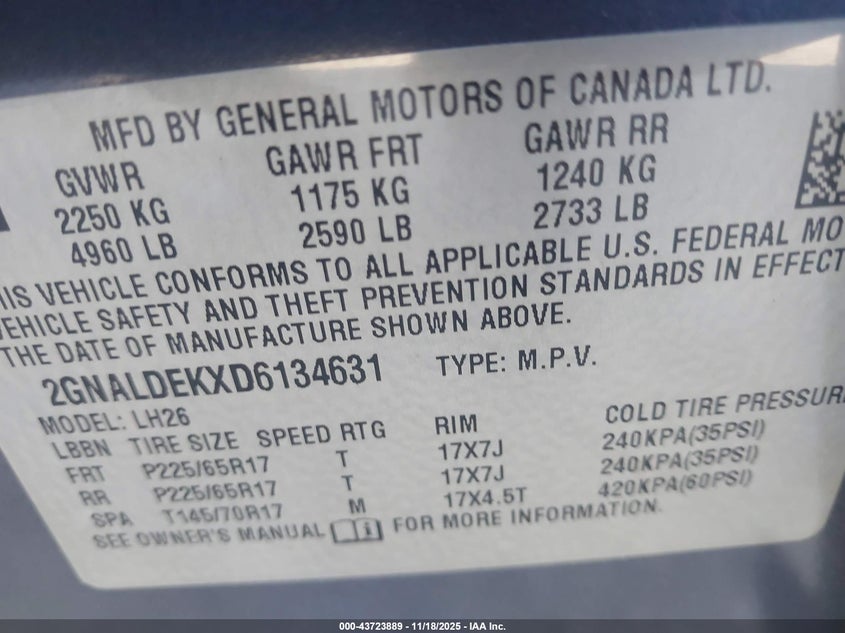 MFD BY GENERAL MOTORS OF CANADA LTD.
GVWR GAWR FRT GAWR RR
2250 KG 1175 KG 1240 KG
4960 LB 2590 LB 2733 LB
HIS VEHICLE CONFORMS TO ALL APPLICABLE U.S. FEDERAL MO
VEHICLE SAFETY AND THEFT PREVENTION STANDARDS IN EFFECT
THE DATE OF MANUFACTURE SHOWN ABOVE.
2GNALDEKXD6134631 TYPE: M.P.V.
MODEL: LH26
LBBN TIRE SIZE SPEED RTG RIM COLD TIRE PRESSURE
FRT P225/65R17 T 17X7J 240KPA(35PSI)
RR P225/65R17 T 17X7J 240KPA(35PSI)
SPA T145/70R17 M 17X4.5T 420KPA(60PSI)
SEE OWNER'S MANUAL FOR MORE INFORMATION.
000-43723889 - 11/18/2025 - IAA Inc.